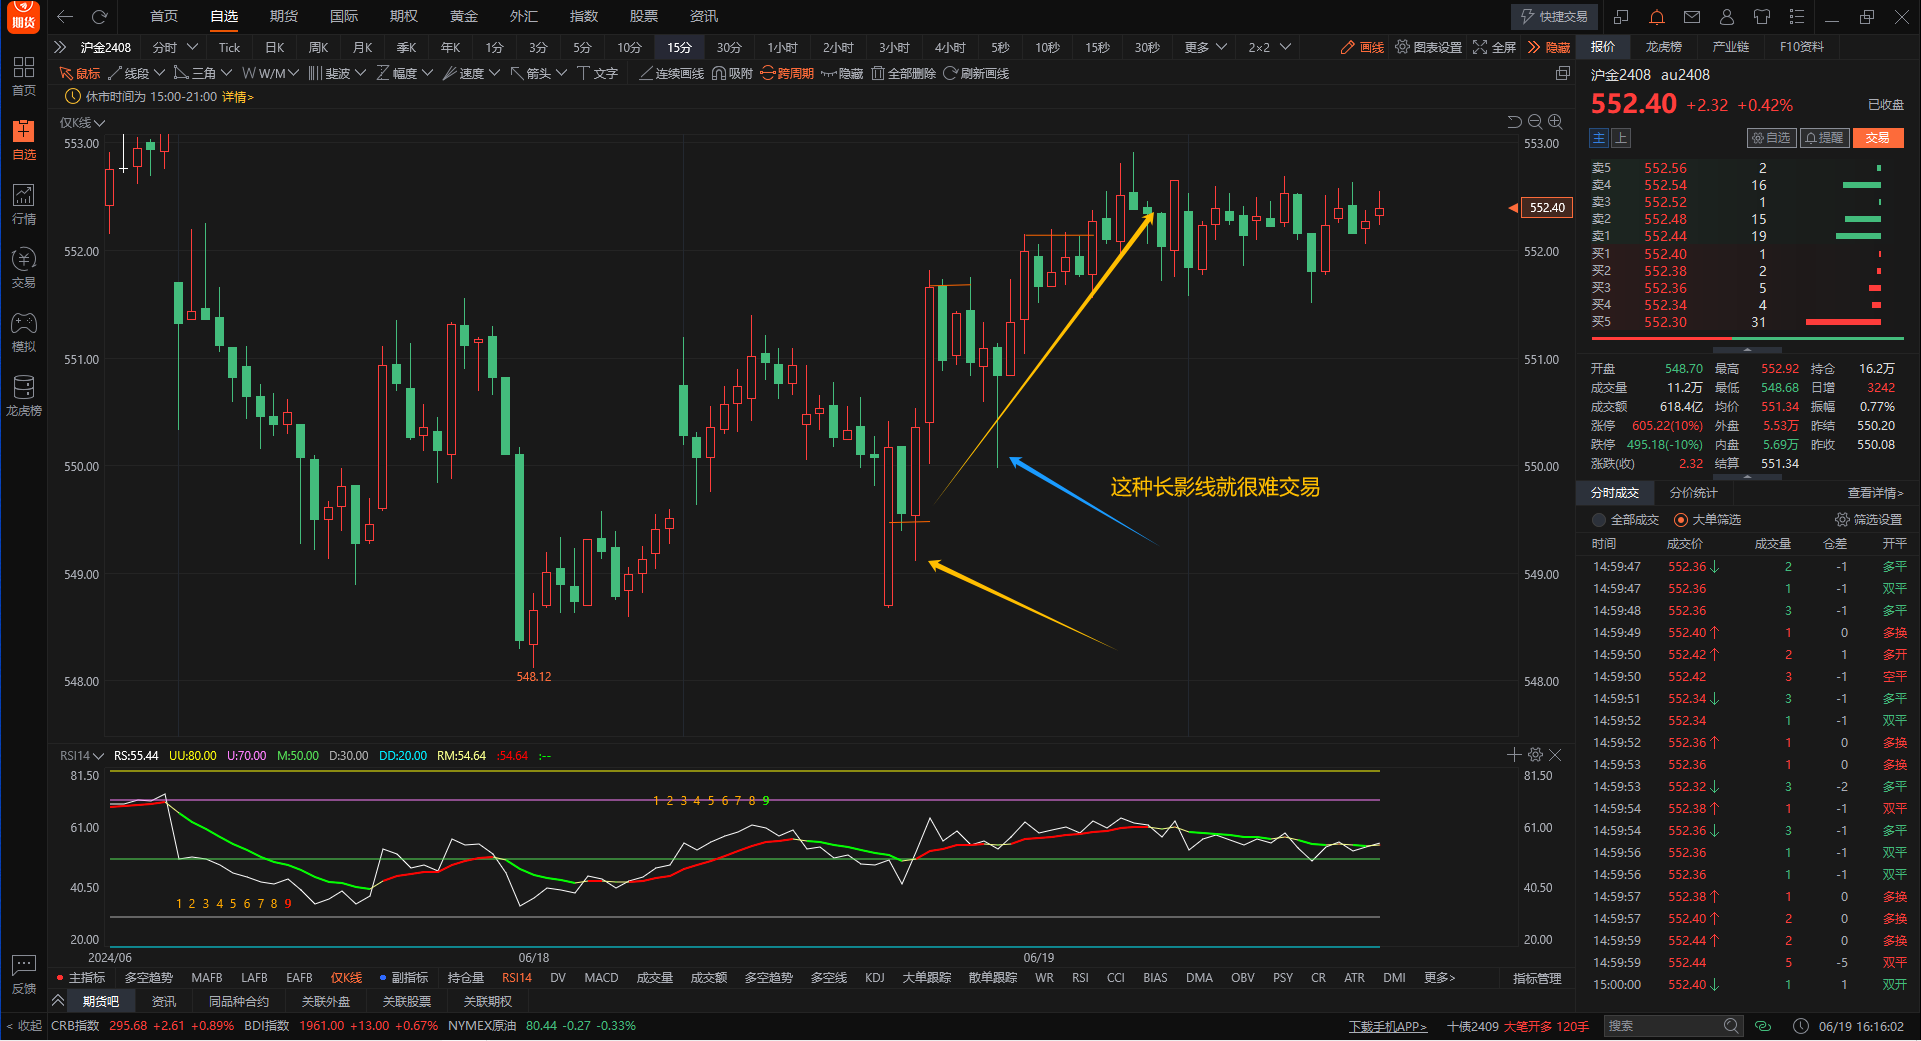 期货
首页 自选 期货 国际 期权 黄金 外汇 指数 股票 资讯
快捷交易
沪金2408 分时 Tick 日K 周K 月K 季K 年K 1分 3分 5分 10分 15分 30分 1小时 2小时 3小时 4小时 5秒 10秒 15秒 30秒 更多 2×2 画线 图表设置 全屏 隐藏
鼠标 线段 三角 W/M 斐波 幅度 速度 箭头 文字 连续画线 吸附 跨周期 隐藏 全部删除 刷新画线
休市时间为 15:00-21:00 详情>
仅K线
首页
自选
行情
交易
模拟
龙虎榜
反馈
< 收起
553.00 553.00
552.40
552.00 552.00
551.00 551.00
550.00 550.00
这种长影线就很难交易
549.00 549.00
548.12
548.00 548.00
RSI14 RS:55.44 UU:80.00 U:70.00 M:50.00 D:30.00 DD:20.00 RM:54.64 :54.64 :--
81.50 81.50
1 2 3 4 5 6 7 8 9
61.00 61.00
40.50 40.50
1 2 3 4 5 6 7 8 9
20.00 20.00
2024/06 06/18 06/19
主指标 多空趋势 MAFB LAFB EAFB 仅K线 副指标 持仓量 RSI14 DV MACD 成交量 成交额 多空趋势 多空线 KDJ 大单跟踪 散单跟踪 WR RSI CCI BIAS DMA OBV PSY CR ATR DMI 更多> 指标管理
期货吧 资讯 同品种合约 关联外盘 关联股票 关联期权
CRB指数 295.68 +2.61 +0.89% BDI指数 1961.00 +13.00 +0.67% NYMEX原油 80.44 -0.27 -0.33%
下载手机APP> 十债2409 大笔开多 120手 搜索 06/19 16:16:02
报价 龙虎榜 产业链 F10资料
沪金2408 au2408
552.40 +2.32 +0.42% 已收盘
主 上 自选 提醒 交易
卖5 552.56 2
卖4 552.54 16
卖3 552.52 1
卖2 552.48 15
卖1 552.44 19
买1 552.40 1
买2 552.38 2
买3 552.36 5
买4 552.34 4
买5 552.30 31
开盘 548.70 最高 552.92 持仓 16.2万
成交量 11.2万 最低 548.68 日增 3242
成交额 618.4亿 均价 551.34 振幅 0.77%
涨停 605.22(10%) 外盘 5.53万 昨结 550.20
跌停 495.18(-10%) 内盘 5.69万 昨收 550.08
涨跌(收) 2.32 结算 551.34
分时成交 分价统计 查看详情>
全部成交 大单筛选 筛选设置
时间 成交价 成交量 仓差 开平
14:59:47 552.36↓ 2 -1 多平
14:59:47 552.36 1 -1 双平
14:59:48 552.36 3 -1 多平
14:59:49 552.40↑ 1 0 多换
14:59:50 552.42↑ 2 1 多开
14:59:50 552.42 3 -1 空平
14:59:51 552.34↓ 3 -1 多平
14:59:52 552.34 1 -1 双平
14:59:52 552.36↑ 1 0 多换
14:59:53 552.36 1 0 多换
14:59:53 552.32↓ 3 -2 多平
14:59:54 552.38↑ 1 -1 双平
14:59:54 552.36↓ 3 -1 多平
14:59:56 552.36 1 -1 双平
14:59:56 552.36 1 -1 双平
14:59:57 552.38↑ 1 0 多换
14:59:57 552.40↑ 2 0 多换
14:59:59 552.44↑ 2 0 多换
14:59:59 552.44 5 -5 双平
15:00:00 552.40↓ 1 1 双开